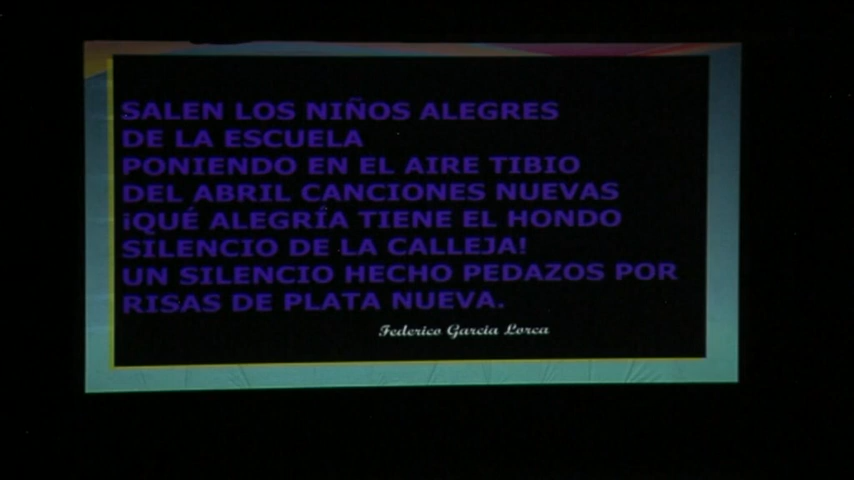 SALEN LOS NIÑOS ALEGRES
DE LA ESCUELA
PONIENDO EN EL AIRE TIBIO
DEL ABRIL CANCIONES NUEVAS
¡QUÉ ALEGRÍA TIENE EL HONDO
SILENCIO DE LA CALLEJA!
UN SILENCIO HECHO PEDAZOS POR
RISAS DE PLATA NUEVA.
Federico García Lorca